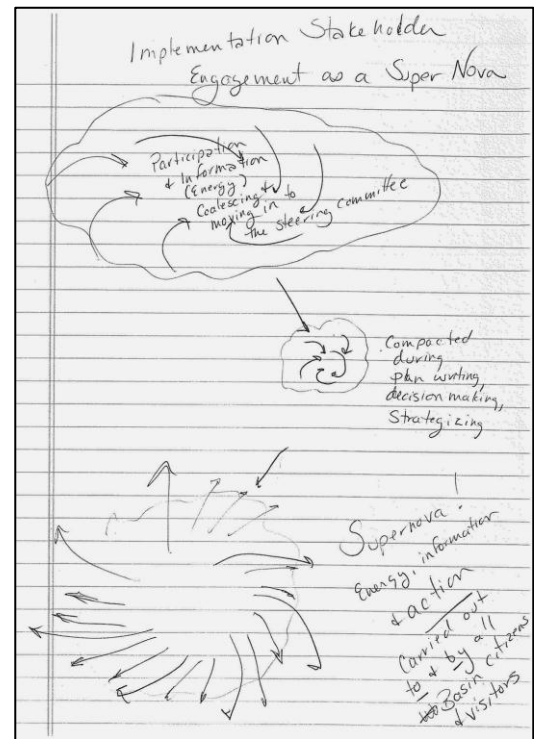 Implementation Stakeholder
Engagement as a Super Nova
Participation
& Information
(Energy)
Coalescing &
moving in to
the steering committee
Compacted
during
plan writing,
decision making,
Strategizing
Supernova!
Energy, information
& action
Carried out
to & by all
Basin citizens
& visitors